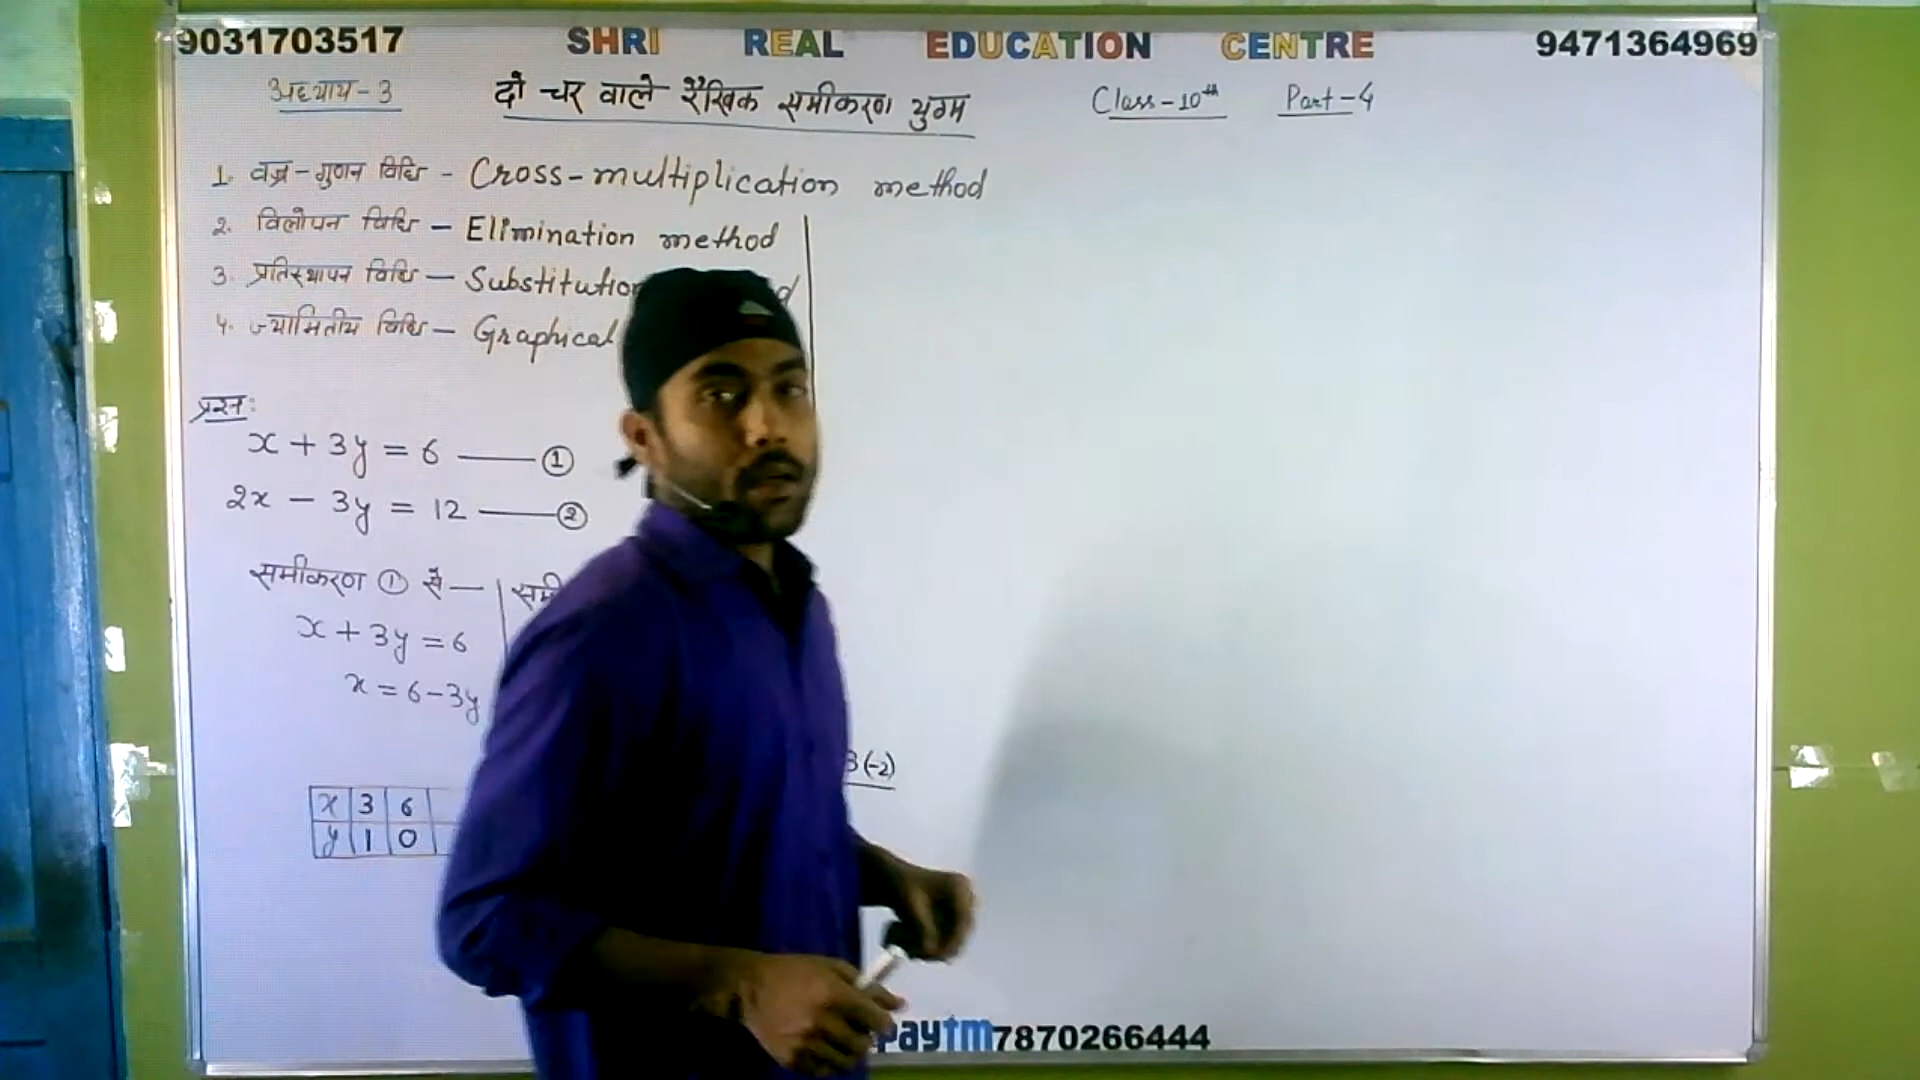 9031703517 SHRI REAL EDUCATION CENTRE 9471364969
अध्याय-3 दो चर वाले रैखिक समीकरण युग्म Class-10th Part-4
1. वज्र-गुणन विधि - Cross-multiplication method
2. विलोपन विधि - Elimination method
3. प्रतिस्थापन विधि - Substitution
4. ज्यामितीय विधि - Graphical
प्रश्न:
x + 3y = 6 —— ①
2x - 3y = 12 —— ②
समीकरण ① से —
x + 3y = 6
x = 6-3y
3(-2)
x 3 6
y 1 0
paytm 7870266444